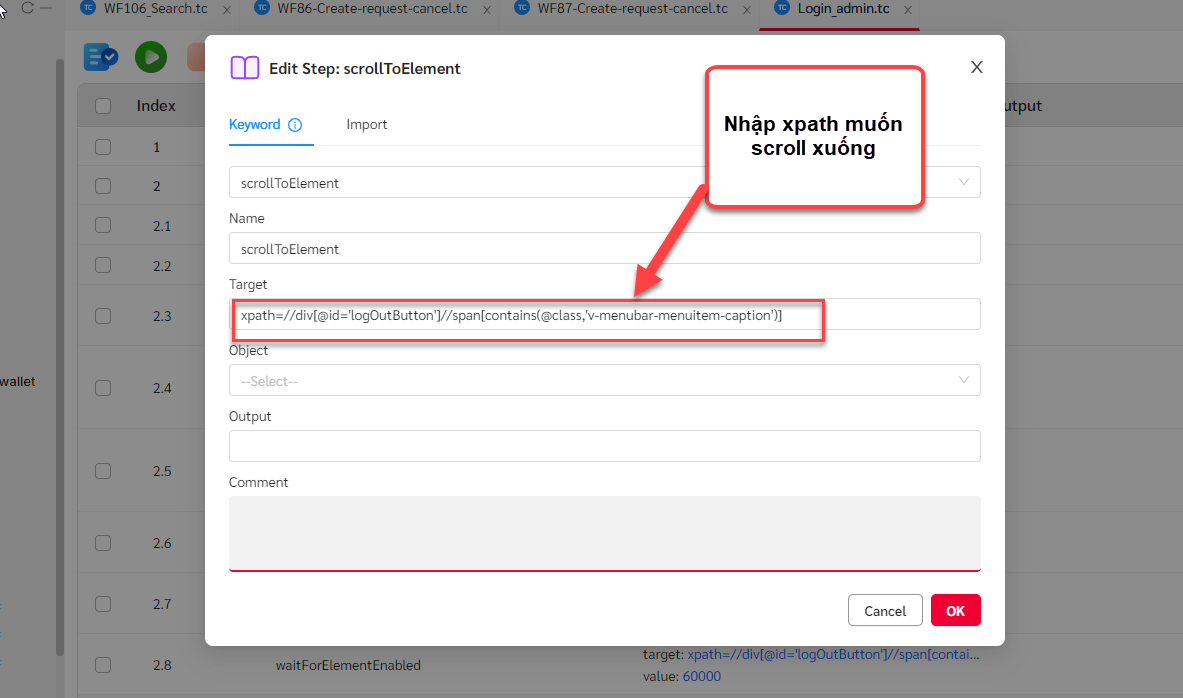 WF106_Search.tc
WF86-Create-request-cancel.tc
WF87-Create-request-cancel.tc
Login_admin.tc
Edit Step: scrollToElement
Keyword
Import
Nhập xpath muốn
scroll xuống
scrollToElement
Name
scrollToElement
Target
xpath=//div[@id='logOutButton']//span[contains(@class,'v-menubar-menuitem-caption')]
Object
--Select--
Output
Comment
Cancel
OK
Index
utput
1
2
2.1
2.2
2.3
2.4
2.5
2.6
2.7
2.8
waitForElementEnabled
target: xpath=//div[@id='logOutButton']//span[contai...
value: 60000
wallet